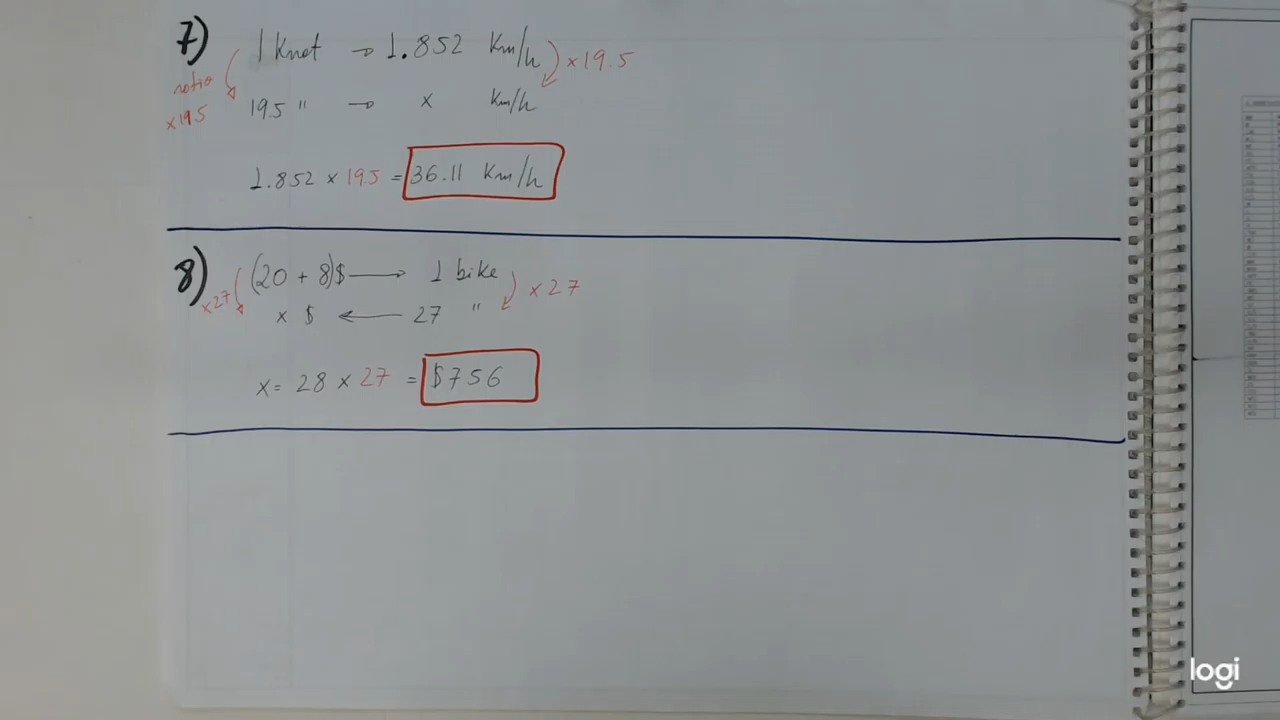 7) 1 Knot → 1.852 Km/h ×19.5
ratio ×19.5
19.5 " → x Km/h
1.852 × 19.5 = 36.11 Km/h
8) (20 + 8)$ → 1 bike
×27 ×27
x $ ← 27 "
x = 28 × 27 = $756
logi